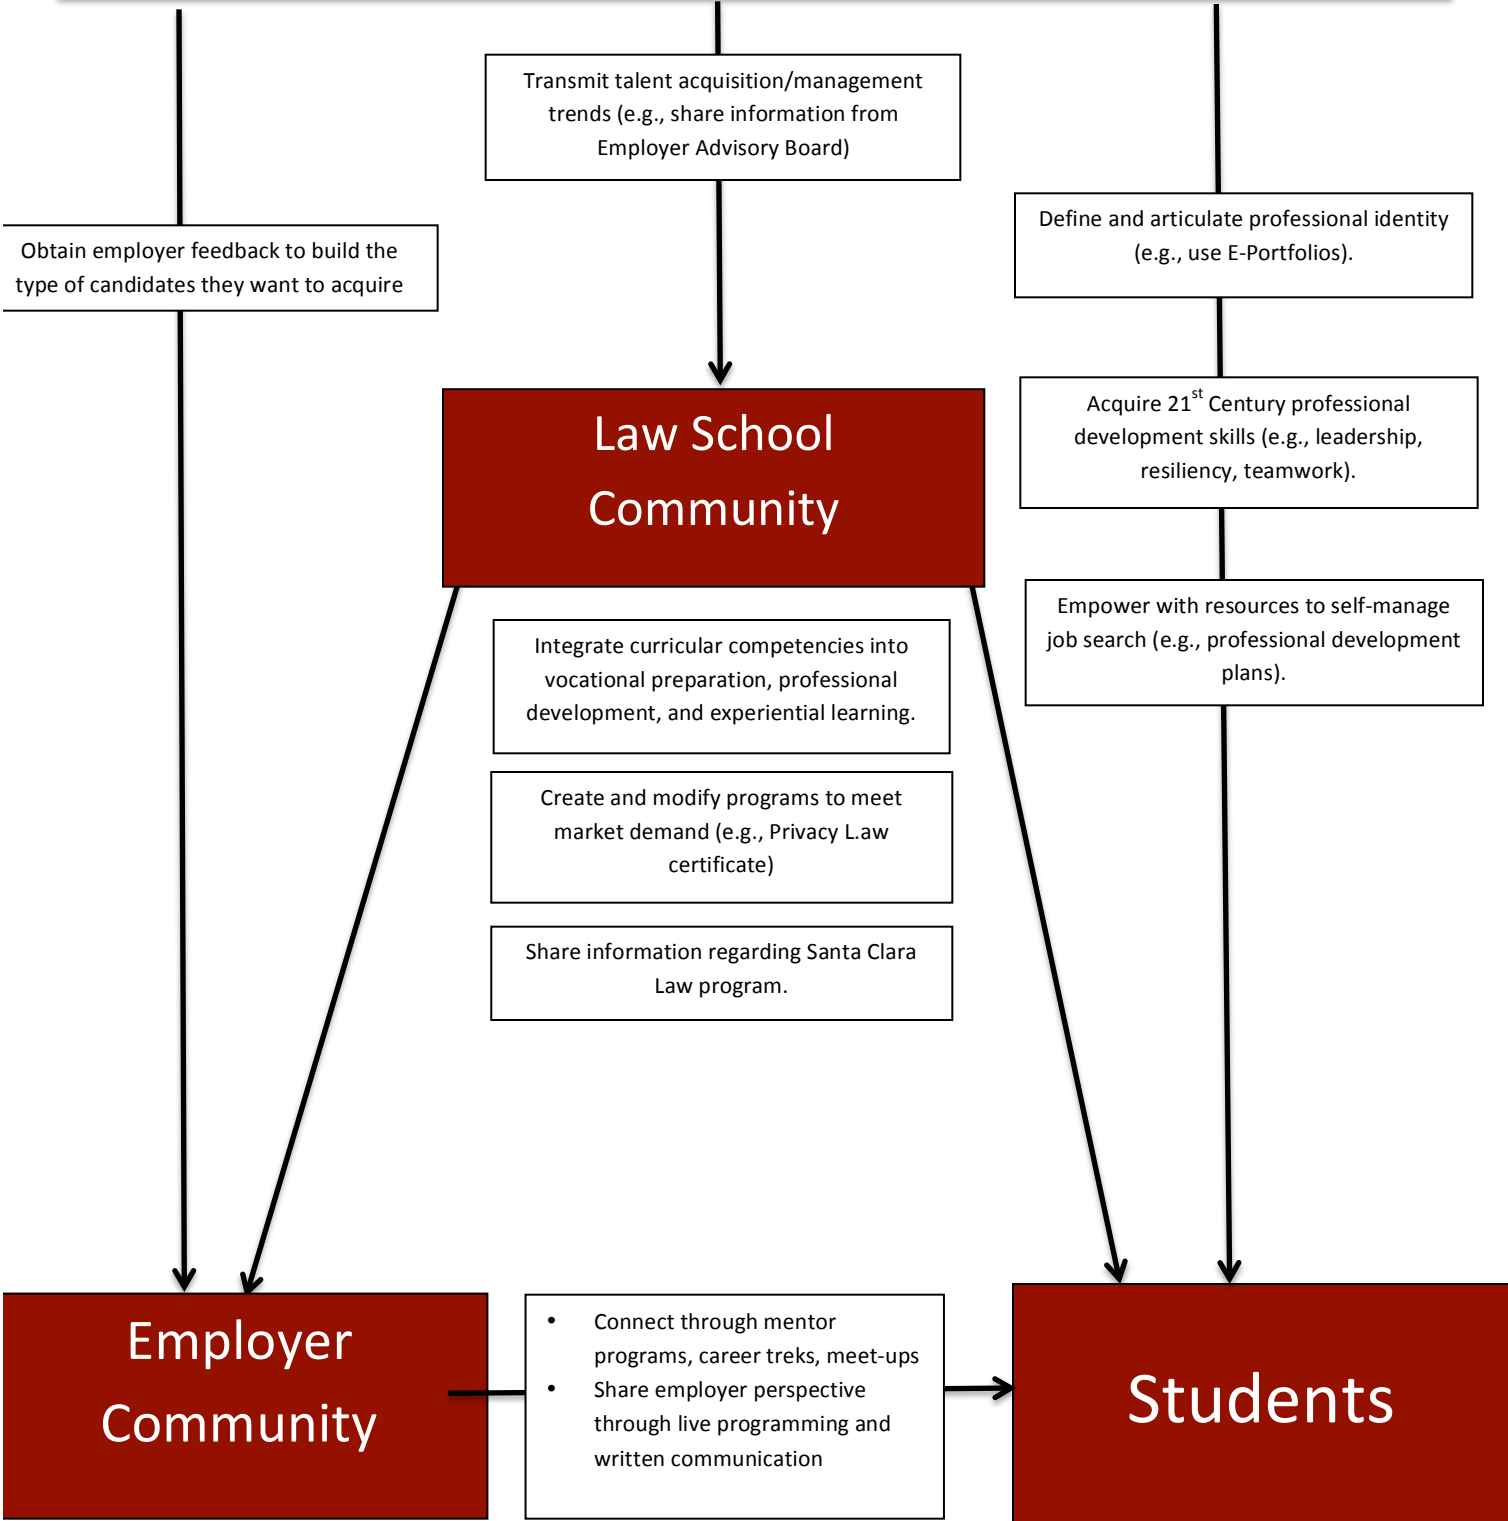 Transmit talent acquisition/management
trends (e.g., share information from
Employer Advisory Board)
Define and articulate professional identity
(e.g., use E-Portfolios).
Obtain employer feedback to build the
type of candidates they want to acquire
Law School
Community
Acquire 21st Century professional
development skills (e.g., leadership,
resiliency, teamwork).
Empower with resources to self-manage
job search (e.g., professional development
plans).
Integrate curricular competencies into
vocational preparation, professional
development, and experiential learning.
Create and modify programs to meet
market demand (e.g., Privacy L.aw
certificate)
Share information regarding Santa Clara
Law program.
Employer
Community
• Connect through mentor
programs, career treks, meet-ups
• Share employer perspective
through live programming and
written communication
Students